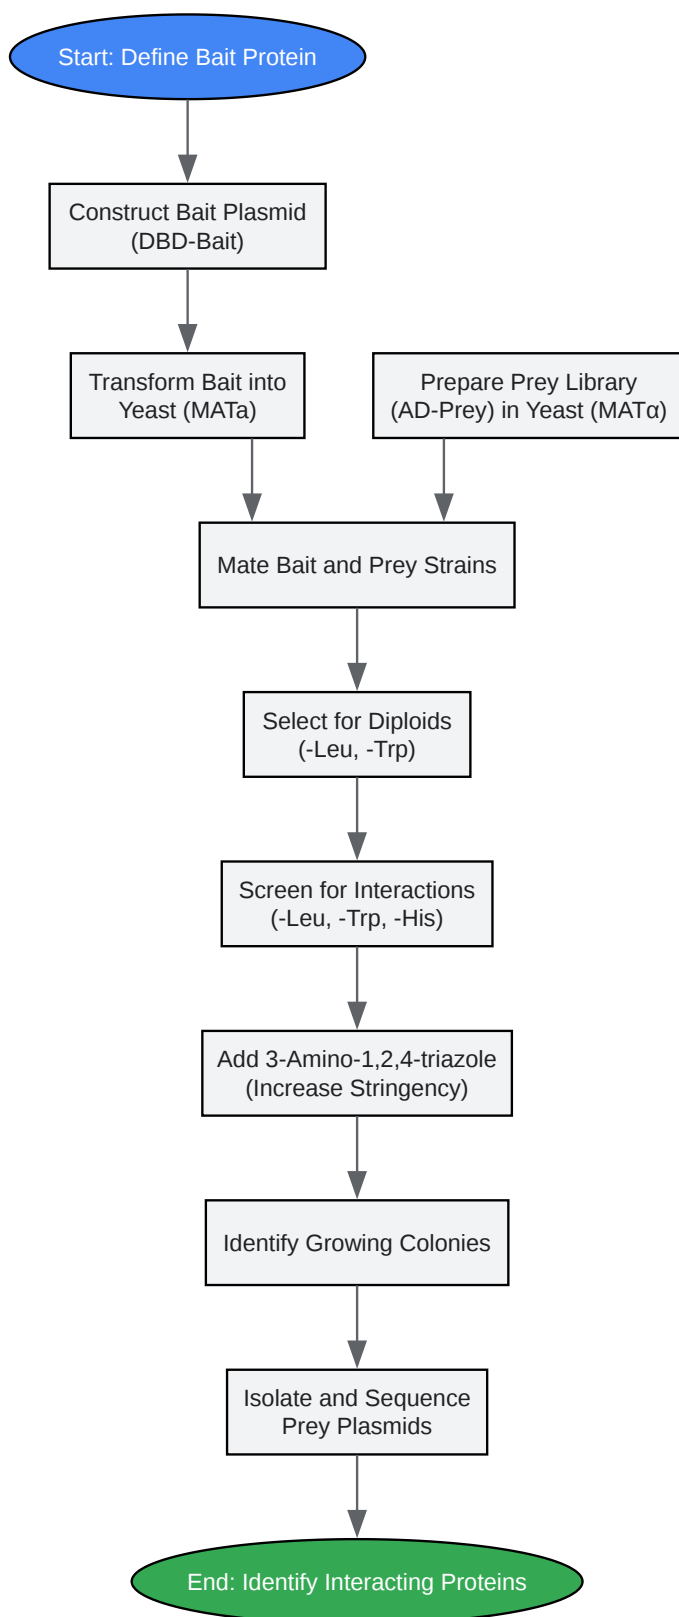 Start: Define Bait Protein
Construct Bait Plasmid
(DBD-Bait)
Transform Bait into
Yeast (MATa)
Prepare Prey Library
(AD-Prey) in Yeast (MATα)
Mate Bait and Prey Strains
Select for Diploids
(-Leu, -Trp)
Screen for Interactions
(-Leu, -Trp, -His)
Add 3-Amino-1,2,4-triazole
(Increase Stringency)
Identify Growing Colonies
Isolate and Sequence
Prey Plasmids
End: Identify Interacting Proteins